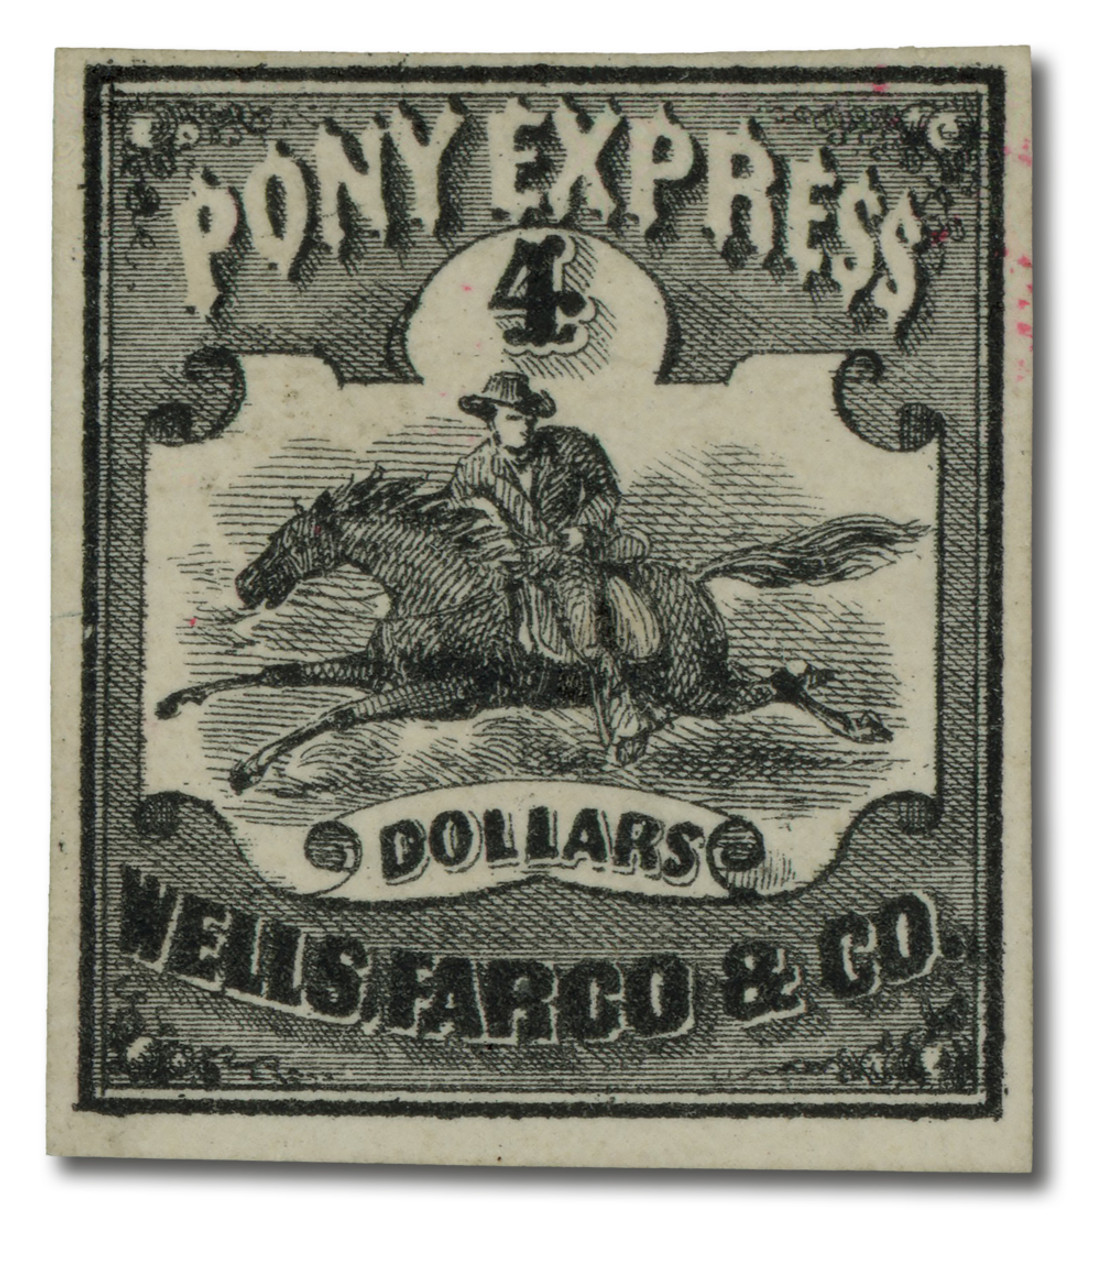 PONY EXPRESS
4
DOLLARS
WELLS, FARGO & CO.